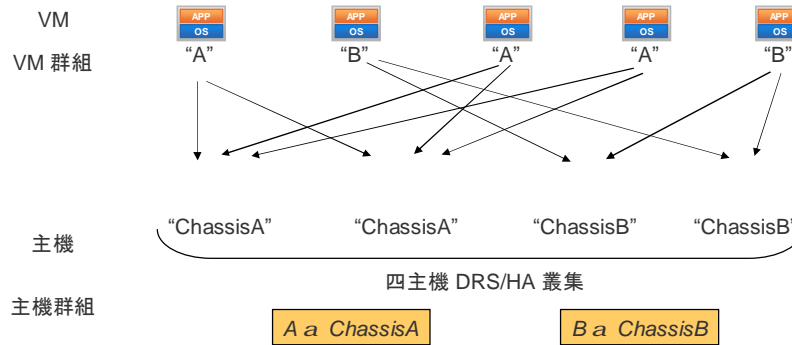 VM
APP APP APP APP APP
OS OS OS OS OS
VM 群組
“A” “B” “A” “A” “B”
“ChassisA” “ChassisA” “ChassisB” “ChassisB”
主機
四主機 DRS/HA 叢集
主機群組
A a ChassisA
B a ChassisB